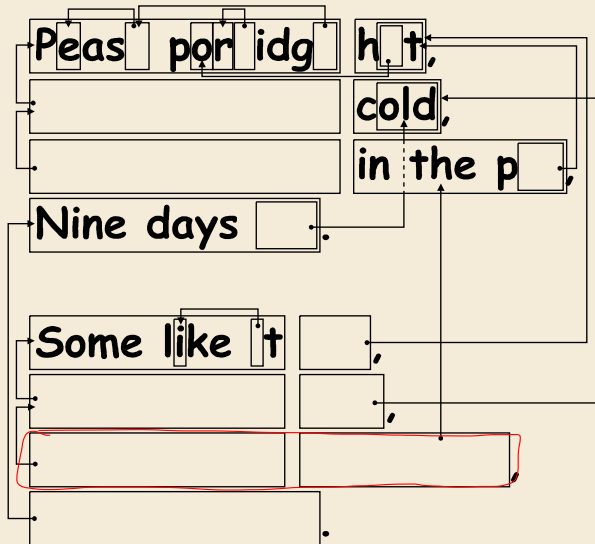 Peas por idg h t,
cold,
in the p ,
Nine days .
Some like t ,
,
,
.